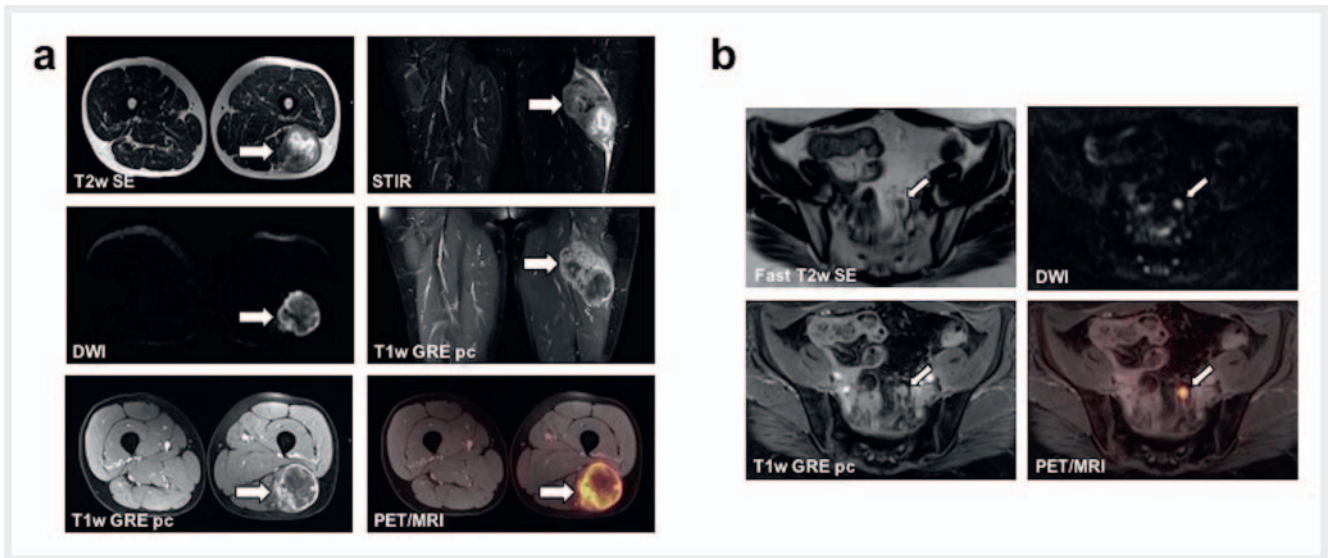 a
T2w SE
STIR
DWI
T1w GRE pc
T1w GRE pc
PET/MRI
b
Fast T2w SE
DWI
T1w GRE pc
PET/MRI